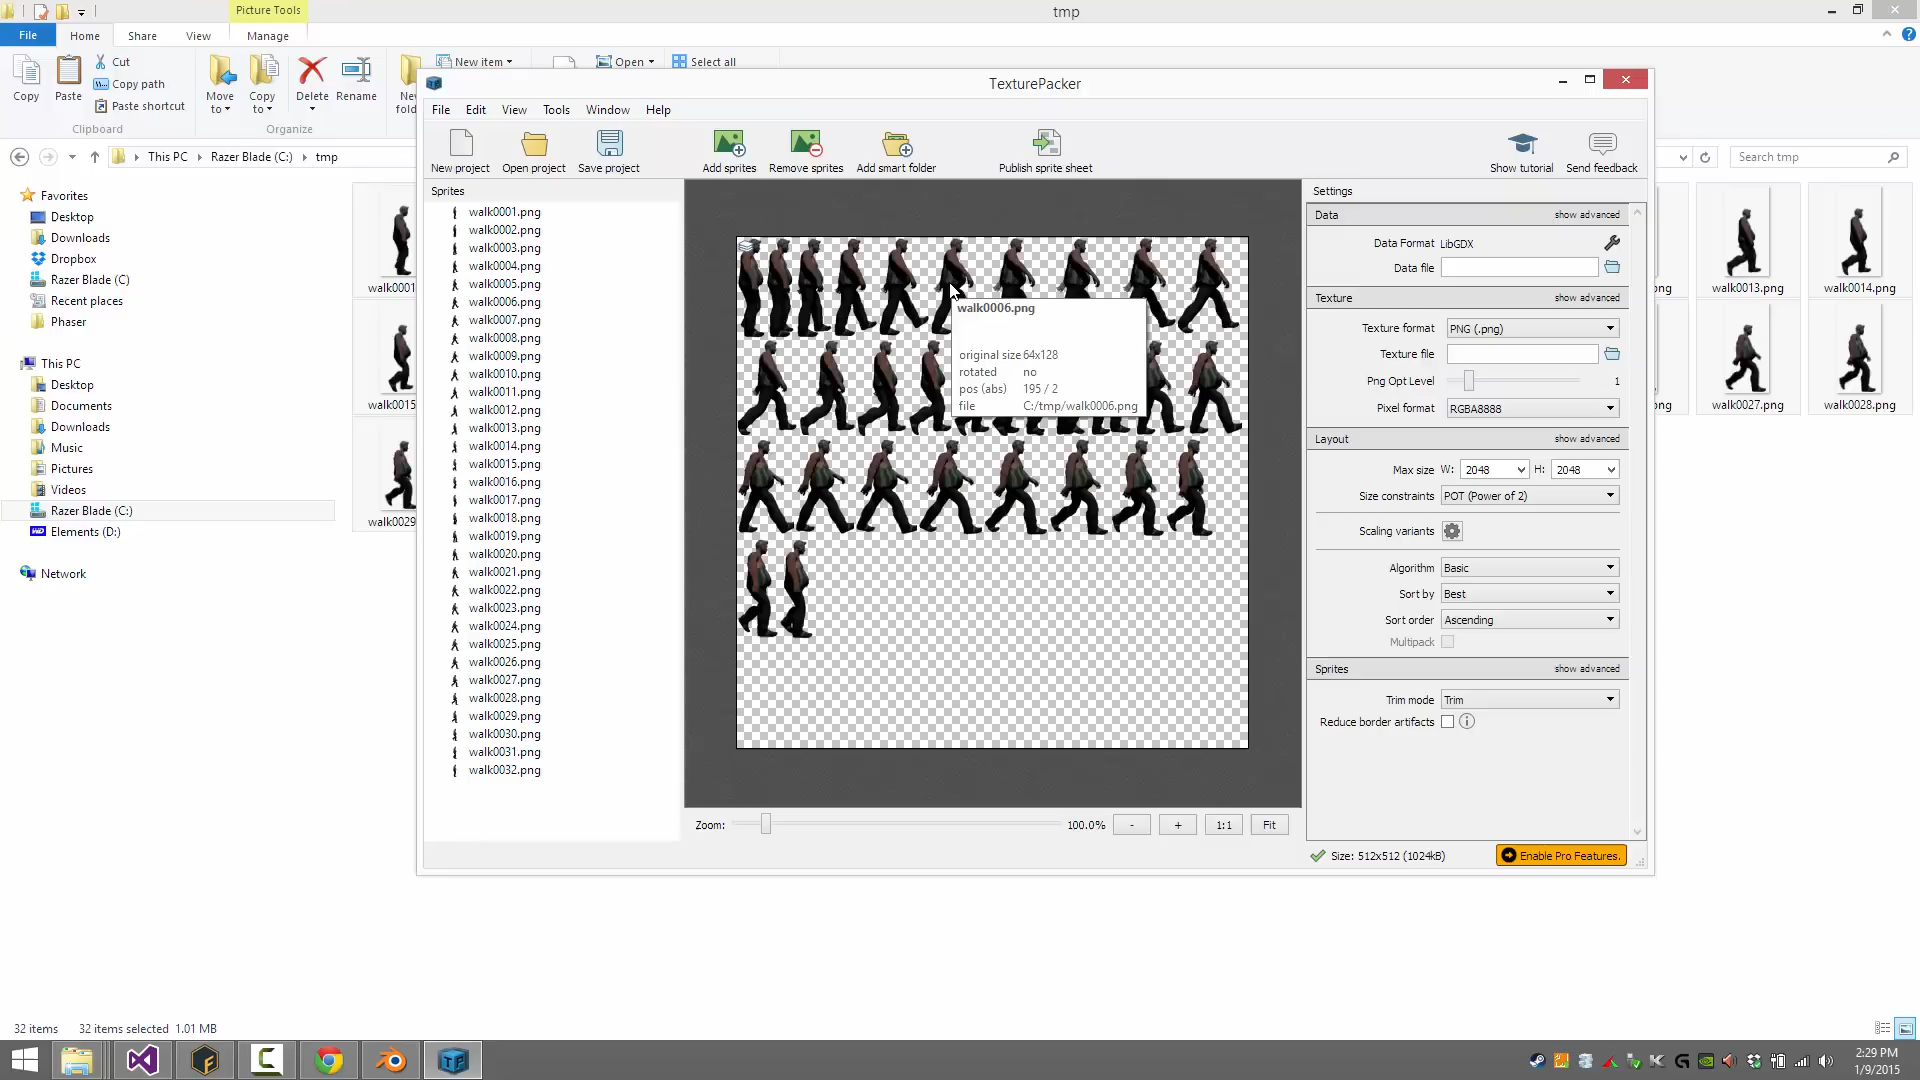 Picture Tools
tmp
File
Home
Share
View
Manage
Copy
Paste
Cut
Copy path
Paste shortcut
Clipboard
Move to
Copy to
Delete
Rename
Organize
New item
Open
Select all
This PC
Razer Blade (C:)
tmp
Search tmp
Favorites
Desktop
Downloads
Dropbox
Razer Blade (C)
Recent places
Phaser
This PC
Desktop
Documents
Downloads
Music
Pictures
Videos
Razer Blade (C:)
Elements (D:)
Network
walk0001
walk0015
walk0029
walk0013.png
walk0014.png
walk0027.png
walk0028.png
TexturePacker
File
Edit
View
Tools
Window
Help
New project
Open project
Save project
Add sprites
Remove sprites
Add smart folder
Publish sprite sheet
Show tutorial
Send feedback
Sprites
walk0001.png
walk0002.png
walk0003.png
walk0004.png
walk0005.png
walk0006.png
walk0007.png
walk0008.png
walk0009.png
walk0010.png
walk0011.png
walk0012.png
walk0013.png
walk0014.png
walk0015.png
walk0016.png
walk0017.png
walk0018.png
walk0019.png
walk0020.png
walk0021.png
walk0022.png
walk0023.png
walk0024.png
walk0025.png
walk0026.png
walk0027.png
walk0028.png
walk0029.png
walk0030.png
walk0031.png
walk0032.png
walk0006.png
original size 64x128
rotated no
pos (abs) 195 / 2
file C:/tmp/walk0006.png
Zoom:
100.0%
-
+
1:1
Fit
Settings
Data show advanced
Data Format LibGDX
Data file
Texture show advanced
Texture format PNG (.png)
Texture file
Png Opt Level 1
Pixel format RGBA8888
Layout show advanced
Max size W: 2048 H: 2048
Size constraints POT (Power of 2)
Scaling variants
Algorithm Basic
Sort by Best
Sort order Ascending
Multipack
Sprites show advanced
Trim mode Trim
Reduce border artifacts
Size: 512x512 (1024kB)
Enable Pro Features.
32 items
32 items selected 1.01 MB
2:29 PM
1/9/2015